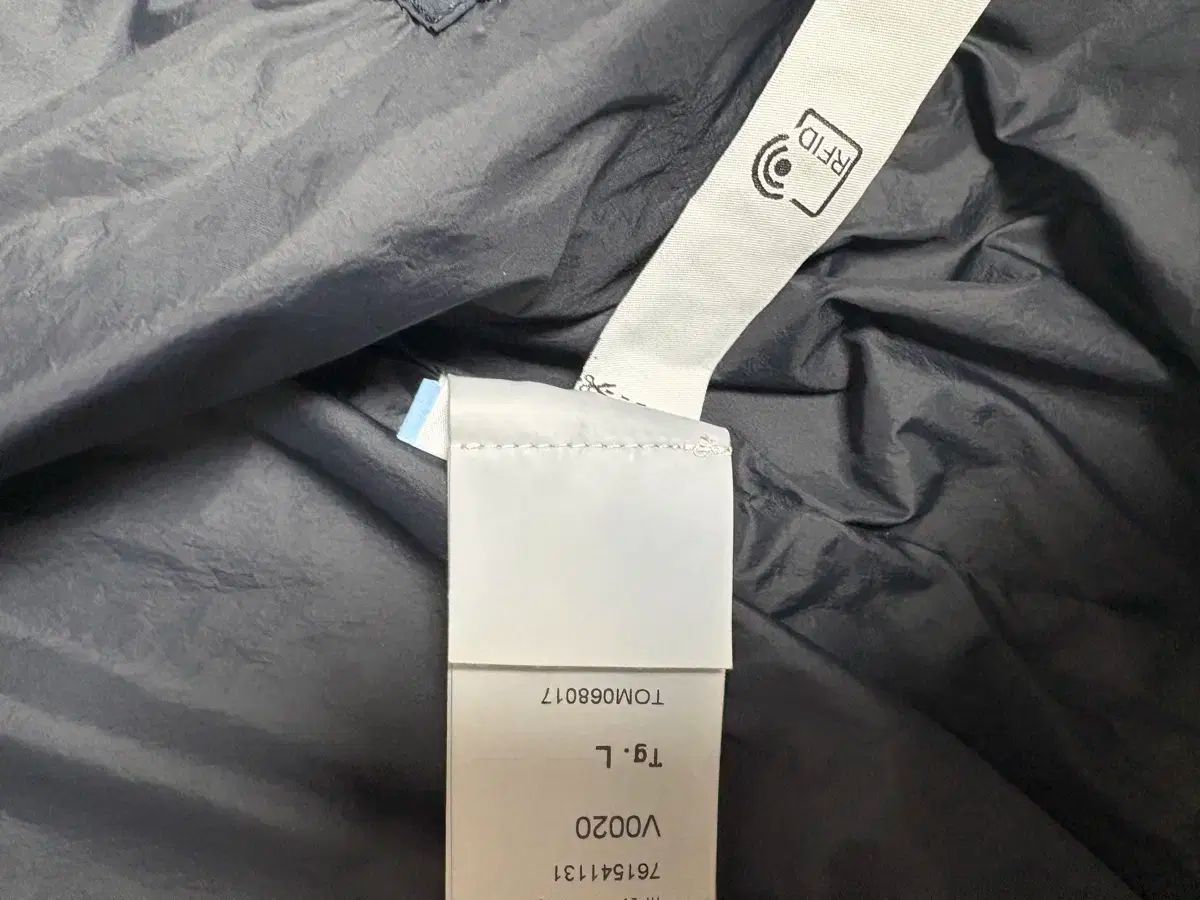 761541131
V0020
Tg. L
TOM068017
RFID